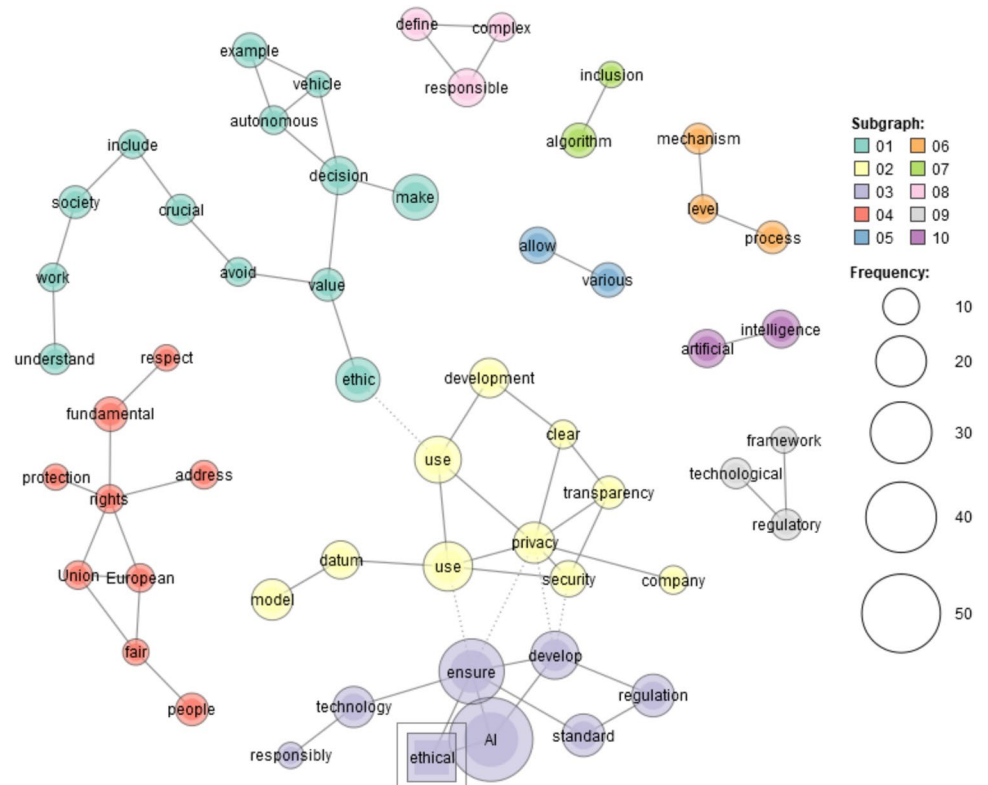 define
complex
responsible
example
vehicle
autonomous
decision
make
include
society
crucial
work
avoid
value
understand
ethic
inclusion
algorithm
mechanism
level
process
allow
various
intelligence
artificial
respect
fundamental
protection
address
rights
Union
European
fair
people
development
clear
use
transparency
privacy
datum
use
security
company
model
ensure
develop
technology
regulation
responsibly
AI
standard
ethical
framework
technological
regulatory
Subgraph:
01 06
02 07
03 08
04 09
05 10
Frequency:
10
20
30
40
50